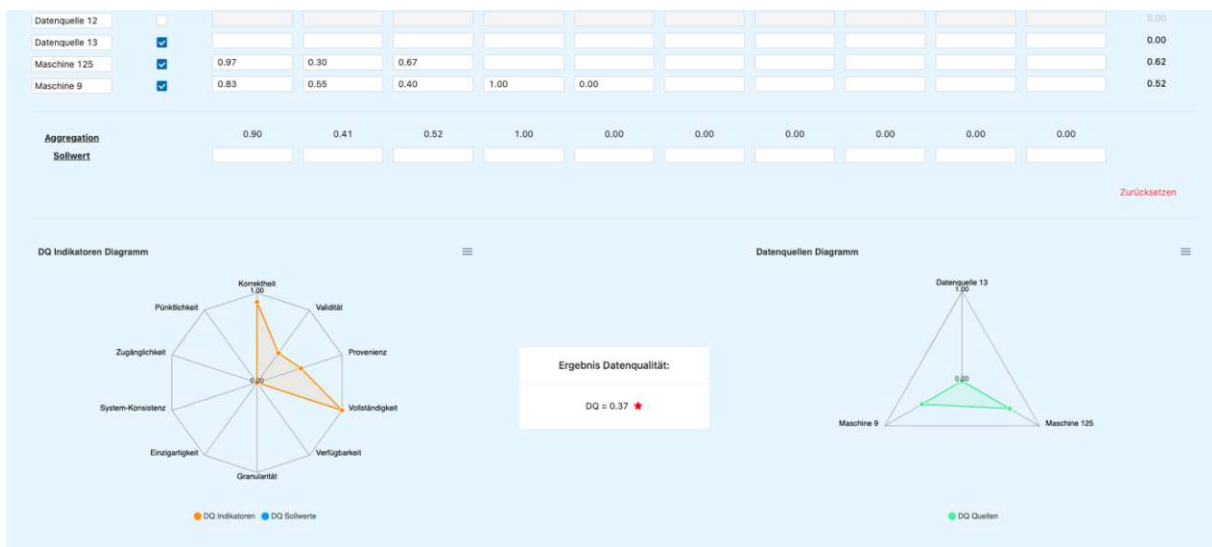 Datenquelle 12 0.00
Datenquelle 13 0.00
Maschine 125 0.97 0.30 0.67 0.62
Maschine 9 0.83 0.55 0.40 1.00 0.00 0.52
Aggregation 0.90 0.41 0.52 1.00 0.00 0.00 0.00 0.00 0.00 0.00
Sollwert
Zurücksetzen
DQ Indikatoren Diagramm
Korrektheit
1.00
Pünktlichkeit Validität
Zugänglichkeit Provenienz
0.00
System-Konsistenz Vollständigkeit
Einzigartigkeit Verfügbarkeit
Granularität
DQ Indikatoren DQ Sollwerte
Ergebnis Datenqualität:
DQ = 0.37
Datenquellen Diagramm
Datenquelle 13
1.00
0.00
Maschine 9 Maschine 125
DQ Quellen